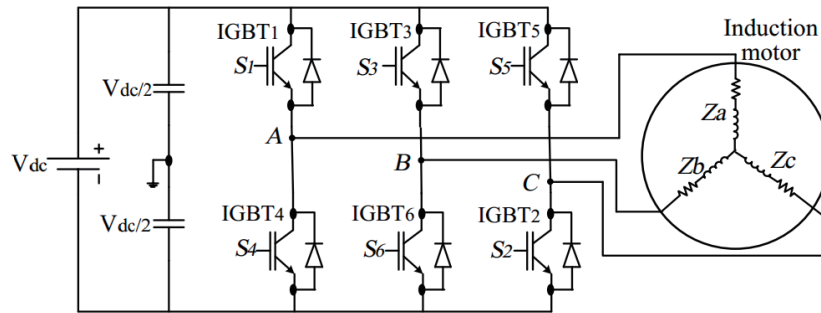 IGBT1
IGBT3
IGBT5
Induction
motor
S1
S3
S5
Vdc/2
Za
A
Vdc
+
B
Zb
Zc
C
Vdc/2
IGBT4
IGBT6
IGBT2
S4
S6
S2